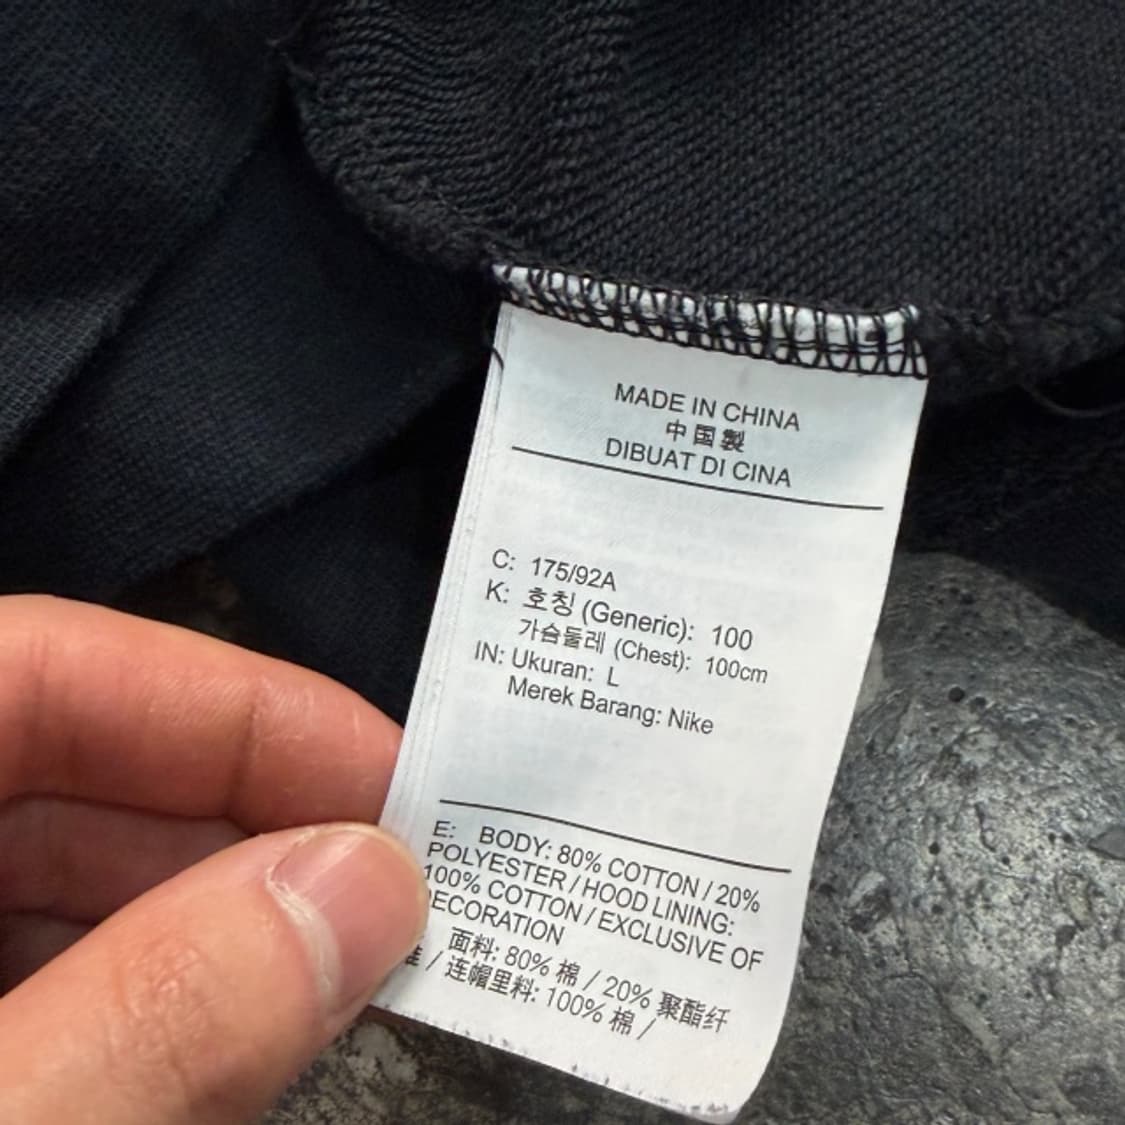 MADE IN CHINA
中国製
DIBUAT DI CINA
C: 175/92A
K: 호칭 (Generic): 100
가슴둘레 (Chest): 100cm
IN: Ukuran: L
Merek Barang: Nike
E: BODY: 80% COTTON / 20%
POLYESTER / HOOD LINING:
100% COTTON / EXCLUSIVE OF
DECORATION
面料: 80% 棉 / 20% 聚酯纤
维 / 连帽里料: 100% 棉 /